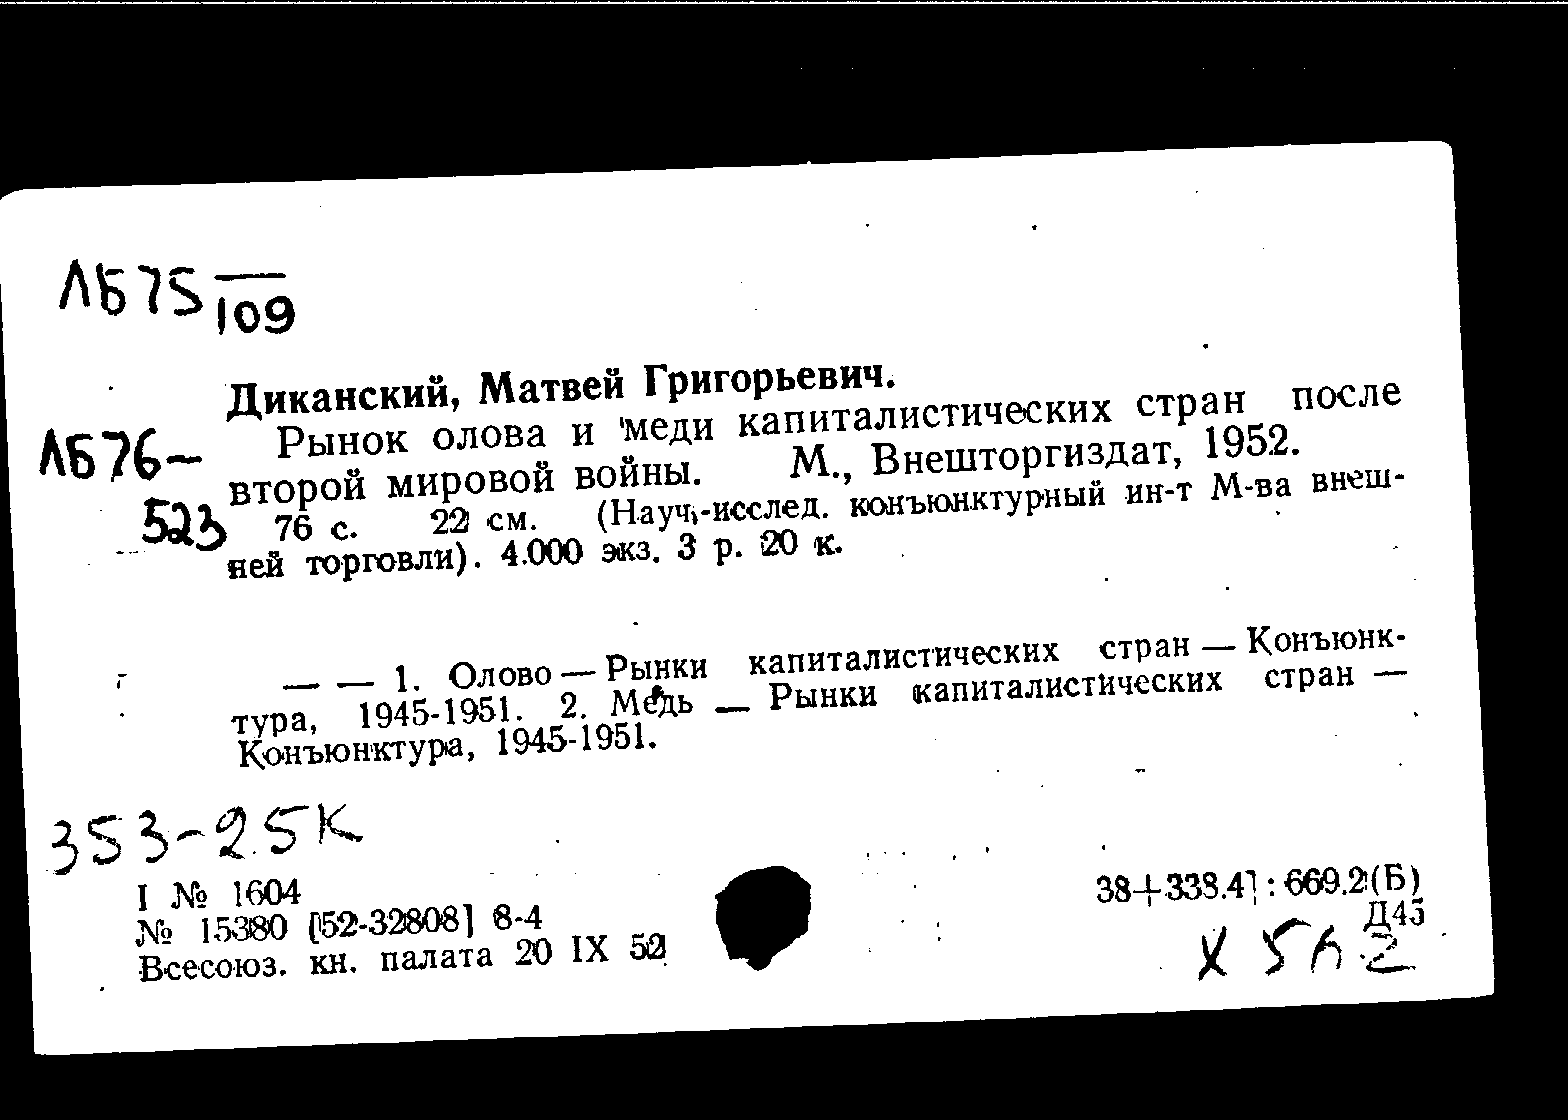 ЛБ75 109
Диканский, Матвей Григорьевич.
Рынок олова и меди капиталистических стран после
ЛБ76-
второй мировой войны. М., Внешторгиздат, 1952.
523
76 с. 22 см. (Науч.-исслед. конъюнктурный ин-т М-ва внеш-
ней торговли). 4.000 экз. 3 р. 20 к.
— — 1. Олово — Рынки капиталистических стран — Конъюнк-
тура, 1945-1951. 2. Медь — Рынки капиталистических стран —
Конъюнктура, 1945-1951.
353-25К
I № 1604
№ 15380 [52-32808] 8-4
Всесоюз. кн. палата 20 IX 52
38+338.4] : 669.2(Б)
Д45